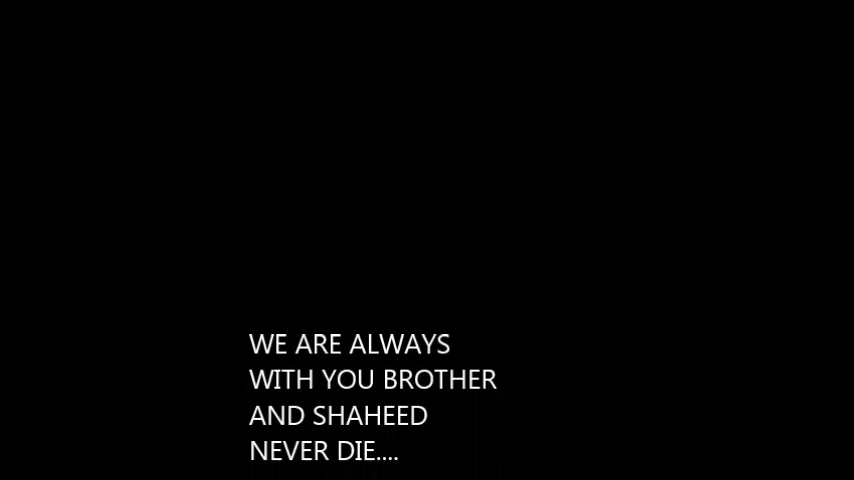 WE ARE ALWAYS
WITH YOU BROTHER
AND SHAHEED
NEVER DIE....